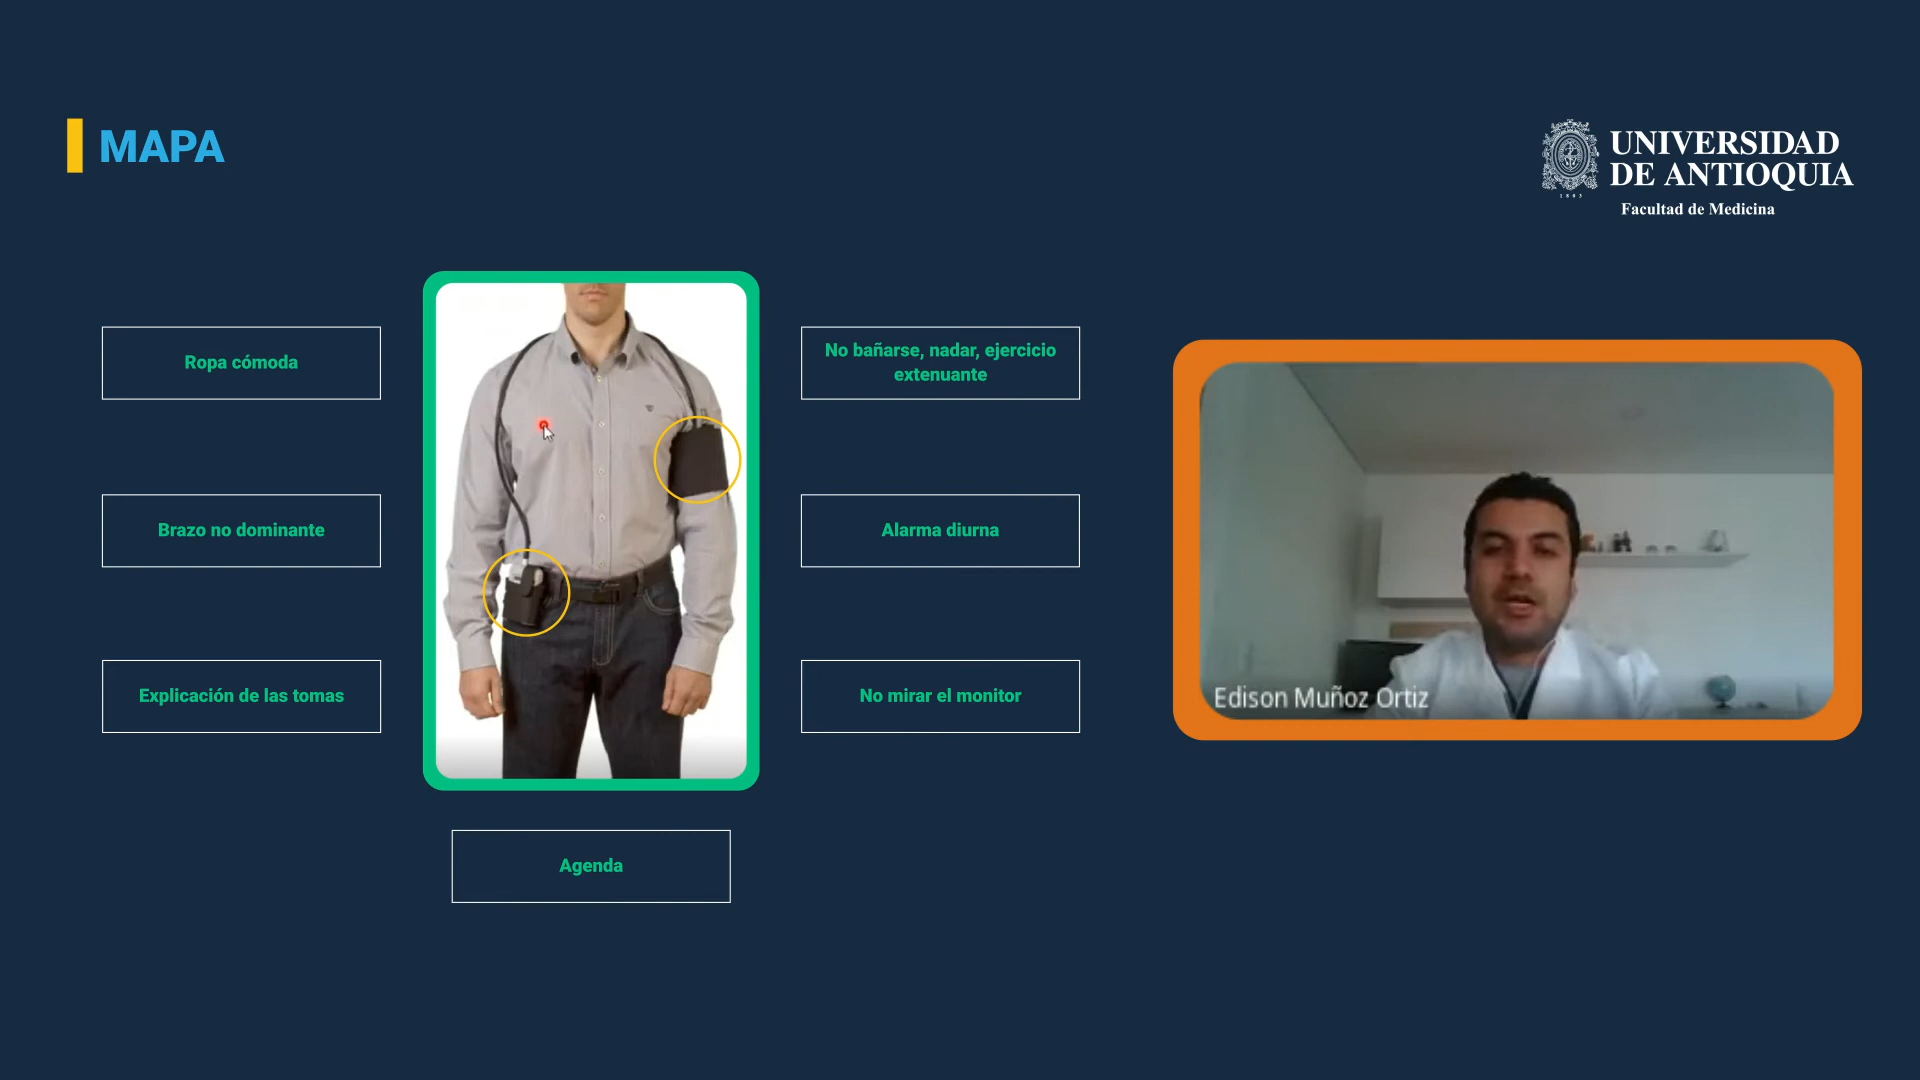 MAPA
UNIVERSIDAD
DE ANTIOQUIA
1803
Facultad de Medicina
Ropa cómoda
Brazo no dominante
Explicación de las tomas
No bañarse, nadar, ejercicio
extenuante
Alarma diurna
No mirar el monitor
Agenda
Edison Muñoz Ortiz